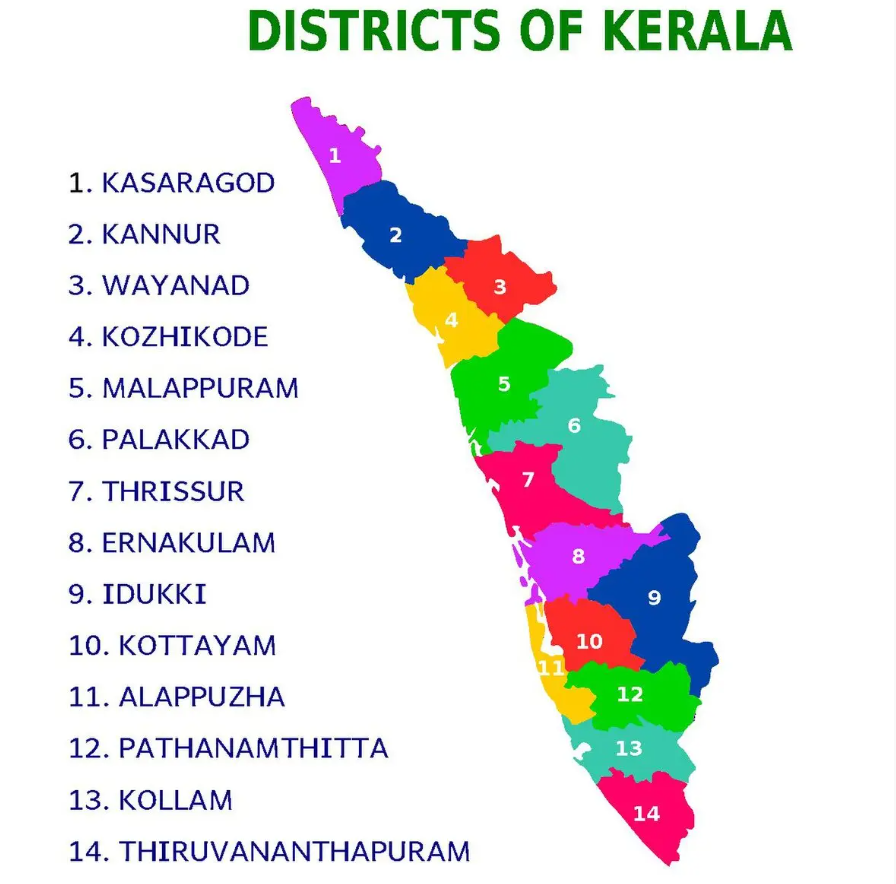 DISTRICTS OF KERALA
1. KASARAGOD
2. KANNUR
3. WAYANAD
4. KOZHIKODE
5. MALAPPURAM
6. PALAKKAD
7. THRISSUR
8. ERNAKULAM
9. IDUKKI
10. KOTTAYAM
11. ALAPPUZHA
12. PATHANAMTHITTA
13. KOLLAM
14. THIRUVANANTHAPURAM
1
2
3
4
5
6
7
8
9
10
11
12
13
14